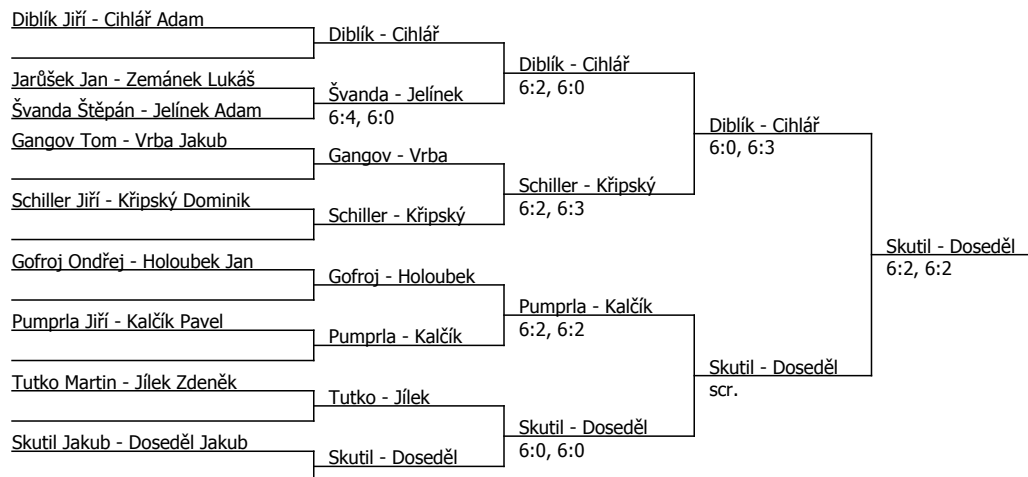 Diblík Jiří - Cihlář Adam
Diblík - Cihlář
Diblík - Cihlář
6:2, 6:0
Jarůšek Jan - Zemánek Lukáš
Švanda - Jelínek
6:4, 6:0
Švanda Štěpán - Jelínek Adam
Diblík - Cihlář
6:0, 6:3
Gangov Tom - Vrba Jakub
Gangov - Vrba
Schiller - Křipský
6:2, 6:3
Schiller Jiří - Křipský Dominik
Schiller - Křipský
Skutil - Doseděl
6:2, 6:2
Gofroj Ondřej - Holoubek Jan
Gofroj - Holoubek
Pumprla - Kalčík
6:2, 6:2
Pumprla Jiří - Kalčík Pavel
Pumprla - Kalčík
Skutil - Doseděl
scr.
Tutko Martin - Jílek Zdeněk
Tutko - Jílek
Skutil - Doseděl
6:0, 6:0
Skutil Jakub - Doseděl Jakub
Skutil - Doseděl